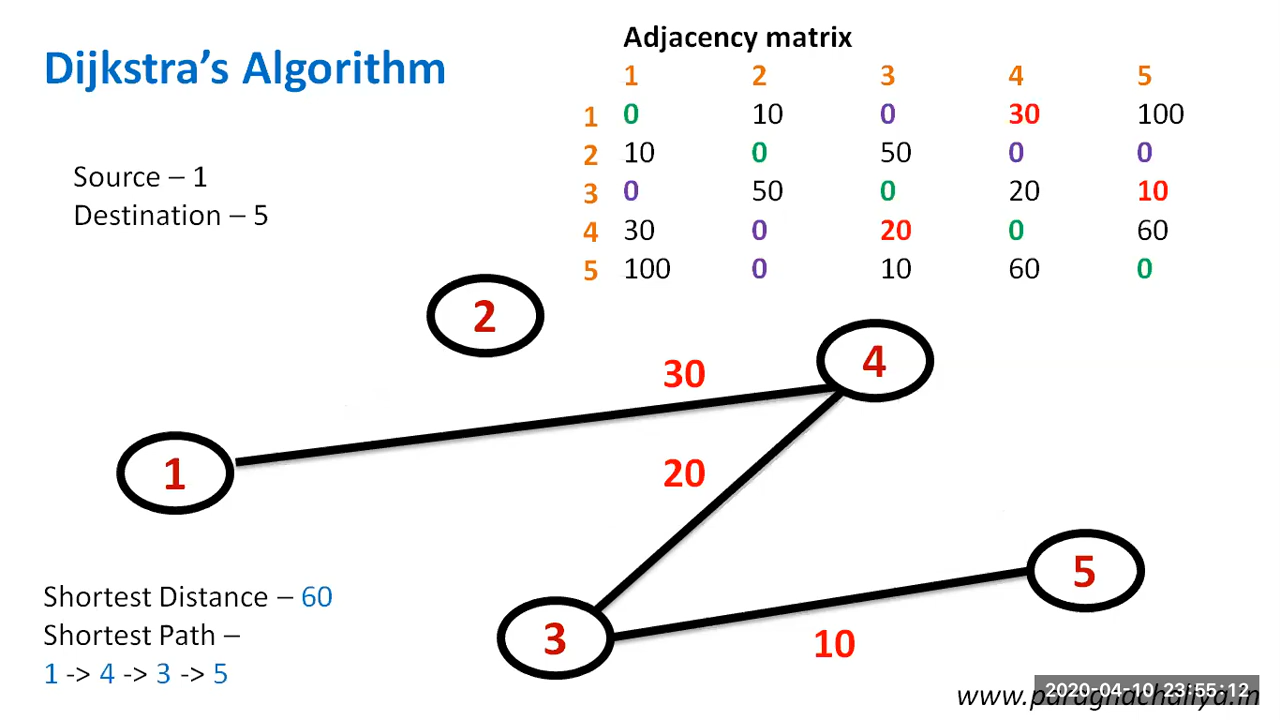 Dijkstra's Algorithm
Source – 1
Destination – 5
Adjacency matrix
1 2 3 4 5
1 0 10 0 30 100
2 10 0 50 0 0
3 0 50 0 20 10
4 30 0 20 0 60
5 100 0 10 60 0
2
4
30
1
20
5
3
10
Shortest Distance – 60
Shortest Path –
1 -> 4 -> 3 -> 5
2020-04-10 23:55:12